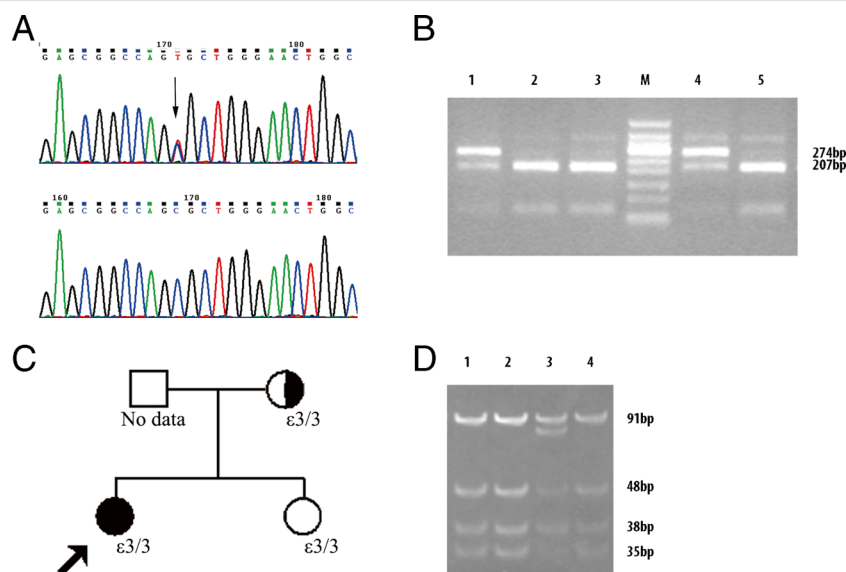 A
170 180
G A G C G G C C A G T G C T G G G A A C T G G C
160 170 180
G A G C G G C C A G C G C T G G G A A C T G G C
B
1 2 3 M 4 5
274bp
207bp
C
No data
ε3/3
ε3/3
ε3/3
D
1 2 3 4
91bp
48bp
38bp
35bp